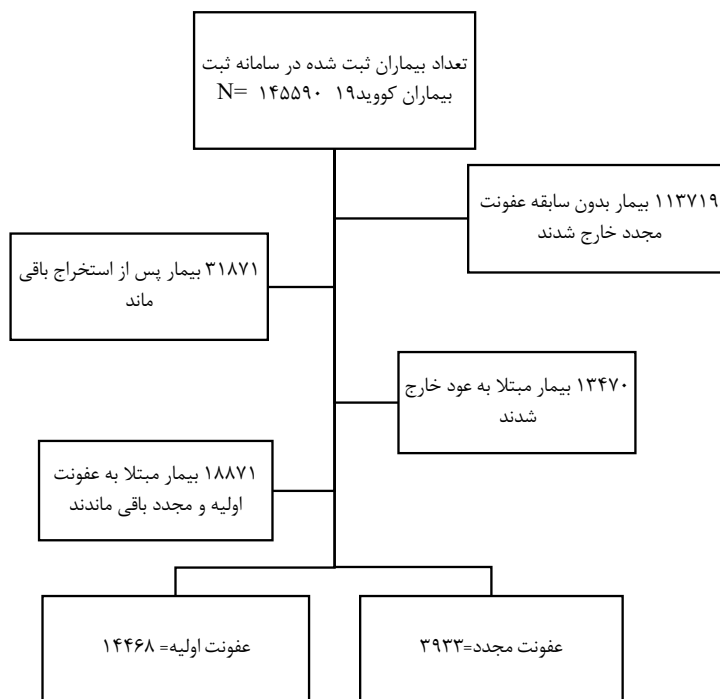 تعداد بیماران ثبت شده در سامانه ثبت
بیماران کووید۱۹ N= ۱۴۵۵۹۰
۱۱۳۷۱۹ بیمار بدون سابقه عفونت
مجدد خارج شدند
۳۱۸۷۱ بیمار پس از استخراج باقی
ماند
۱۳۴۷۰ بیمار مبتلا به عود خارج
شدند
۱۸۸۷۱ بیمار مبتلا به عفونت
اولیه و مجدد باقی ماندند
عفونت مجدد=۳۹۳۳
عفونت اولیه= ۱۴۴۶۸